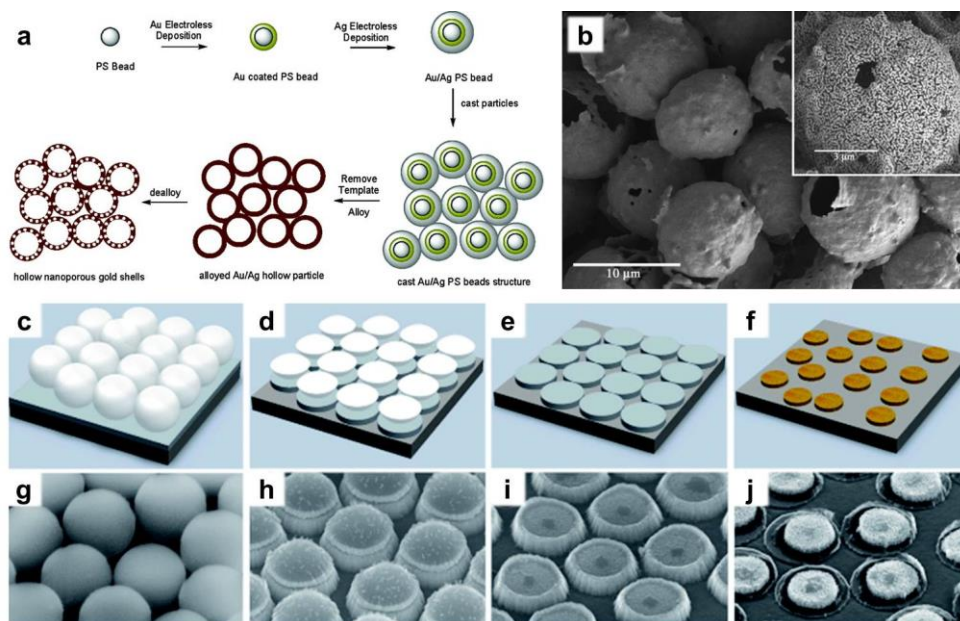 a
Au Electroless
Deposition
Ag Electroless
Deposition
PS Bead
Au coated PS bead
Au/Ag PS bead
cast particles
dealloy
Remove
Template
Alloy
hollow nanoporous gold shells
alloyed Au/Ag hollow particle
cast Au/Ag PS beads structure
b
3 µm
10 µm
c
d
e
f
g
h
i
j